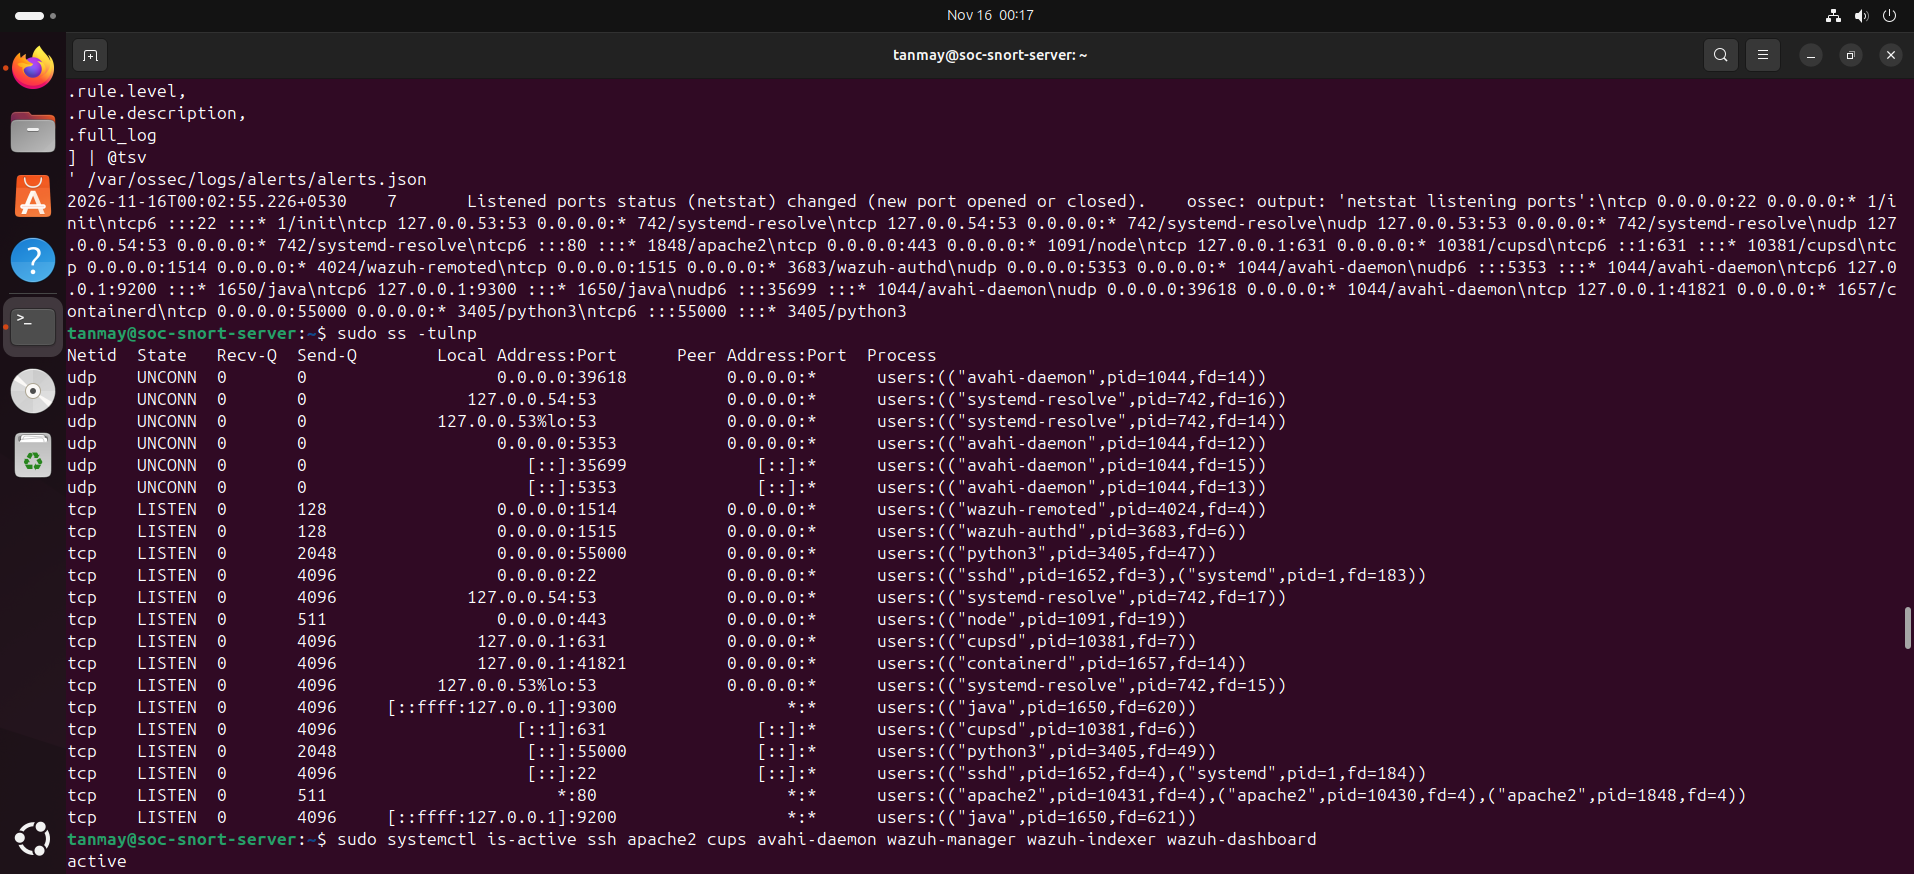 Nov 16  00:17
tanmay@soc-snort-server: ~
.rule.level,
.rule.description,
.full_log
] | @tsv
' /var/ossec/logs/alerts/alerts.json
2026-11-16T00:02:55.226+0530    7       Listened ports status (netstat) changed (new port opened or closed).    ossec: output: 'netstat listening ports':\ntcp 0.0.0.0:22 0.0.0.0:* 1/i
nit\ntcp6 :::22 :::* 1/init\ntcp 127.0.0.53:53 0.0.0.0:* 742/systemd-resolve\ntcp 127.0.0.54:53 0.0.0.0:* 742/systemd-resolve\nudp 127.0.0.53:53 0.0.0.0:* 742/systemd-resolve\nudp 127
.0.0.54:53 0.0.0.0:* 742/systemd-resolve\ntcp6 :::80 :::* 1848/apache2\ntcp 0.0.0.0:443 0.0.0.0:* 1091/node\ntcp 127.0.0.1:631 0.0.0.0:* 10381/cupsd\ntcp6 ::1:631 :::* 10381/cupsd\ntc
p 0.0.0.0:1514 0.0.0.0:* 4024/wazuh-remoted\ntcp 0.0.0.0:1515 0.0.0.0:* 3683/wazuh-authd\nudp 0.0.0.0:5353 0.0.0.0:* 1044/avahi-daemon\nudp6 :::5353 :::* 1044/avahi-daemon\ntcp6 127.0
.0.1:9200 :::* 1650/java\ntcp6 127.0.0.1:9300 :::* 1650/java\nudp6 :::35699 :::* 1044/avahi-daemon\nudp 0.0.0.0:39618 0.0.0.0:* 1044/avahi-daemon\ntcp 127.0.0.1:41821 0.0.0.0:* 1657/c
ontainerd\ntcp 0.0.0.0:55000 0.0.0.0:* 3405/python3\ntcp6 :::55000 :::* 3405/python3
tanmay@soc-snort-server:~$ sudo ss -tulnp
Netid  State   Recv-Q  Send-Q        Local Address:Port      Peer Address:Port  Process
udp    UNCONN  0       0                   0.0.0.0:39618          0.0.0.0:*      users:(("avahi-daemon",pid=1044,fd=14))
udp    UNCONN  0       0                127.0.0.54:53             0.0.0.0:*      users:(("systemd-resolve",pid=742,fd=16))
udp    UNCONN  0       0             127.0.0.53%lo:53             0.0.0.0:*      users:(("systemd-resolve",pid=742,fd=14))
udp    UNCONN  0       0                   0.0.0.0:5353           0.0.0.0:*      users:(("avahi-daemon",pid=1044,fd=12))
udp    UNCONN  0       0                      [::]:35699             [::]:*      users:(("avahi-daemon",pid=1044,fd=15))
udp    UNCONN  0       0                      [::]:5353              [::]:*      users:(("avahi-daemon",pid=1044,fd=13))
tcp    LISTEN  0       128                 0.0.0.0:1514           0.0.0.0:*      users:(("wazuh-remoted",pid=4024,fd=4))
tcp    LISTEN  0       128                 0.0.0.0:1515           0.0.0.0:*      users:(("wazuh-authd",pid=3683,fd=6))
tcp    LISTEN  0       2048                0.0.0.0:55000          0.0.0.0:*      users:(("python3",pid=3405,fd=47))
tcp    LISTEN  0       4096                0.0.0.0:22             0.0.0.0:*      users:(("sshd",pid=1652,fd=3),("systemd",pid=1,fd=183))
tcp    LISTEN  0       4096             127.0.0.54:53             0.0.0.0:*      users:(("systemd-resolve",pid=742,fd=17))
tcp    LISTEN  0       511                 0.0.0.0:443            0.0.0.0:*      users:(("node",pid=1091,fd=19))
tcp    LISTEN  0       4096              127.0.0.1:631            0.0.0.0:*      users:(("cupsd",pid=10381,fd=7))
tcp    LISTEN  0       4096              127.0.0.1:41821          0.0.0.0:*      users:(("containerd",pid=1657,fd=14))
tcp    LISTEN  0       4096          127.0.0.53%lo:53             0.0.0.0:*      users:(("systemd-resolve",pid=742,fd=15))
tcp    LISTEN  0       4096     [::ffff:127.0.0.1]:9300                 *:*      users:(("java",pid=1650,fd=620))
tcp    LISTEN  0       4096                  [::1]:631               [::]:*      users:(("cupsd",pid=10381,fd=6))
tcp    LISTEN  0       2048                   [::]:55000             [::]:*      users:(("python3",pid=3405,fd=49))
tcp    LISTEN  0       4096                   [::]:22                [::]:*      users:(("sshd",pid=1652,fd=4),("systemd",pid=1,fd=184))
tcp    LISTEN  0       511                       *:80                   *:*      users:(("apache2",pid=10431,fd=4),("apache2",pid=10430,fd=4),("apache2",pid=1848,fd=4))
tcp    LISTEN  0       4096     [::ffff:127.0.0.1]:9200                 *:*      users:(("java",pid=1650,fd=621))
tanmay@soc-snort-server:~$ sudo systemctl is-active ssh apache2 cups avahi-daemon wazuh-manager wazuh-indexer wazuh-dashboard
active